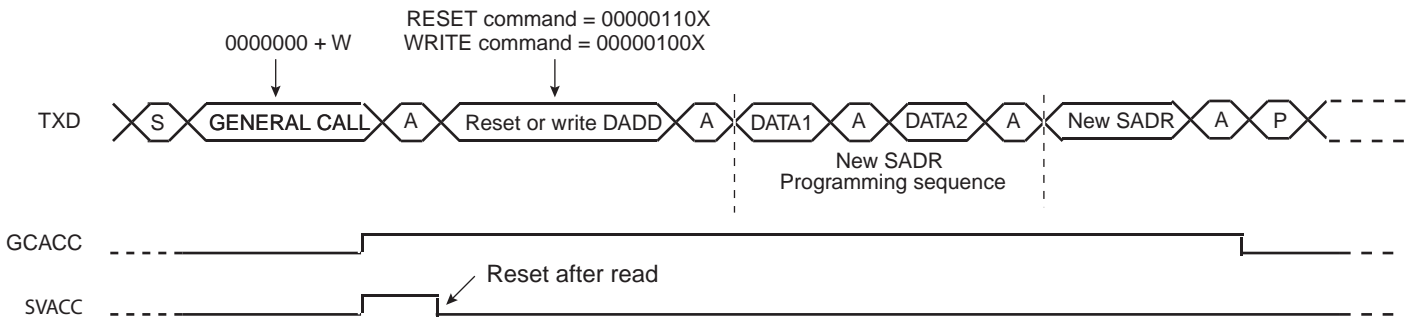 RESET command = 00000110X
0000000 + W
WRITE command = 00000100X
TXD S GENERAL CALL A Reset or write DADD A DATA1 A DATA2 A New SADR A P
New SADR
Programming sequence
GCACC
Reset after read
SVACC